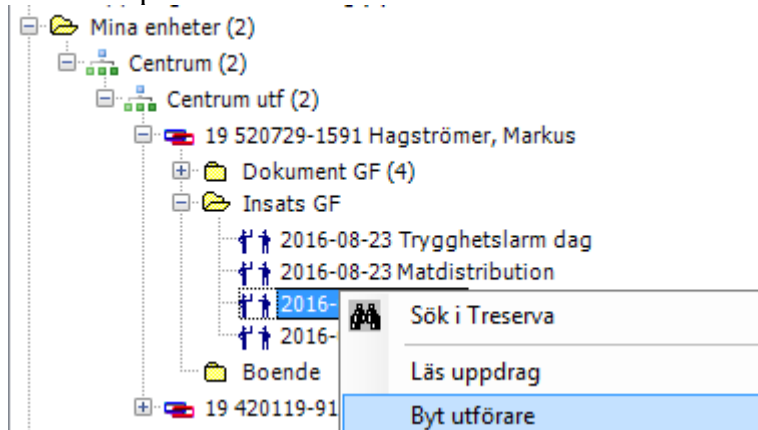 Mina enheter (2)
Centrum (2)
Centrum utf (2)
19 520729-1591 Hagströmer, Markus
Dokument GF (4)
Insats GF
2016-08-23 Trygghetslarm dag
2016-08-23 Matdistribution
2016-
Sök i Treserva
2016-
Boende
Läs uppdrag
19 420119-91
Byt utförare